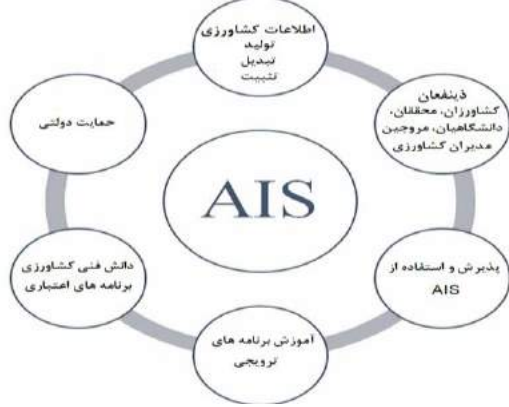 اطلاعات کشاورزی
تولید
تبدیل
تثبیت
ذینفعان
کشاورزان، محققان،
دانشگاهیان، مروجین
مدیران کشاورزی
حمایت دولتی
AIS
پذیرش و استفاده از
AIS
دانش فنی کشاورزی
برنامه های اعتباری
آموزش برنامه های
ترویجی